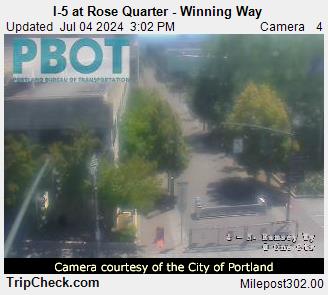 I-5 at Rose Quarter - Winning Way
Updated Jul 04 2024 3:02 PM Camera 4
PBOT
PORTLAND BUREAU OF TRANSPORTATION
Camera courtesy of the City of Portland
TripCheck.com Milepost302.00